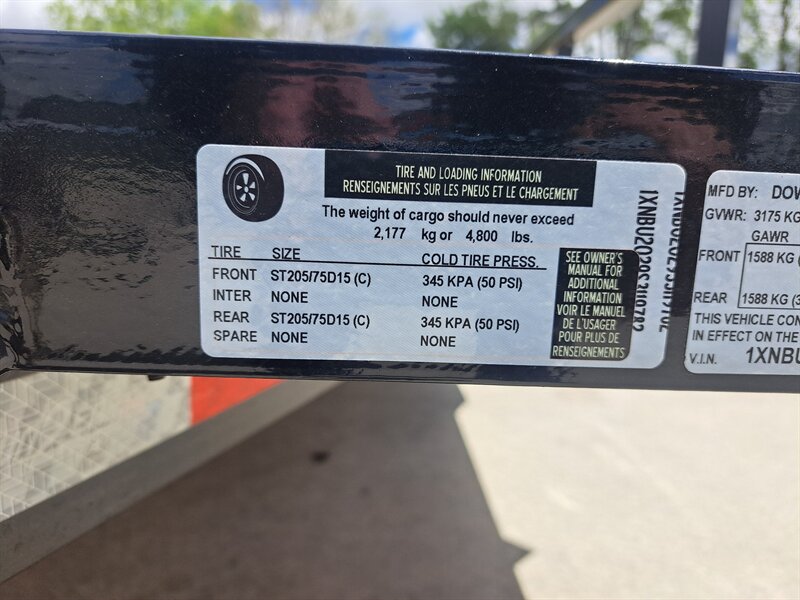 TIRE AND LOADING INFORMATION
RENSEIGNEMENTS SUR LES PNEUS ET LE CHARGEMENT
The weight of cargo should never exceed
2,177 kg or 4,800 lbs.
TIRE SIZE COLD TIRE PRESS.
FRONT ST205/75D15 (C) 345 KPA (50 PSI)
INTER NONE NONE
REAR ST205/75D15 (C) 345 KPA (50 PSI)
SPARE NONE NONE
SEE OWNER'S
MANUAL FOR
ADDITIONAL
INFORMATION
VOIR LE MANUEL
DE L'USAGER
POUR PLUS DE
RENSEIGNEMENTS
MFD BY: DOW
GVWR: 3175 KG
GAWR
FRONT 1588 KG (
REAR 1588 KG (3
THIS VEHICLE CON
IN EFFECT ON THE
V.I.N. 1XNBU